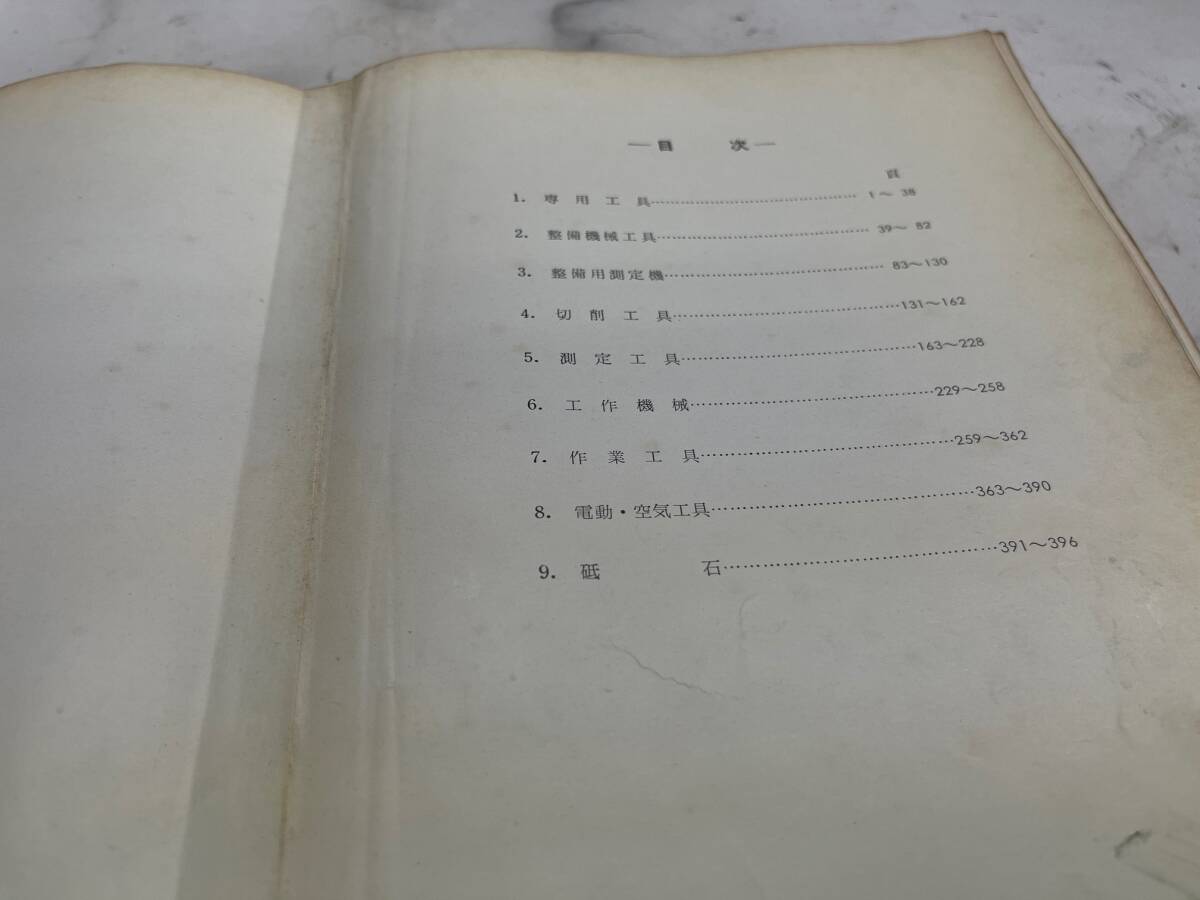 ―目 次―
頁
1. 専用工具…………………………………… 1～ 38
2. 整備機械工具…………………………………… 39～ 82
3. 整備用測定機…………………………………… 83～130
4. 切削工具……………………………………131～162
5. 測定工具……………………………………163～228
6. 工作機械……………………………………229～258
7. 作業工具……………………………………259～362
8. 電動・空気工具……………………………………363～390
9. 砥石……………………………………391～396